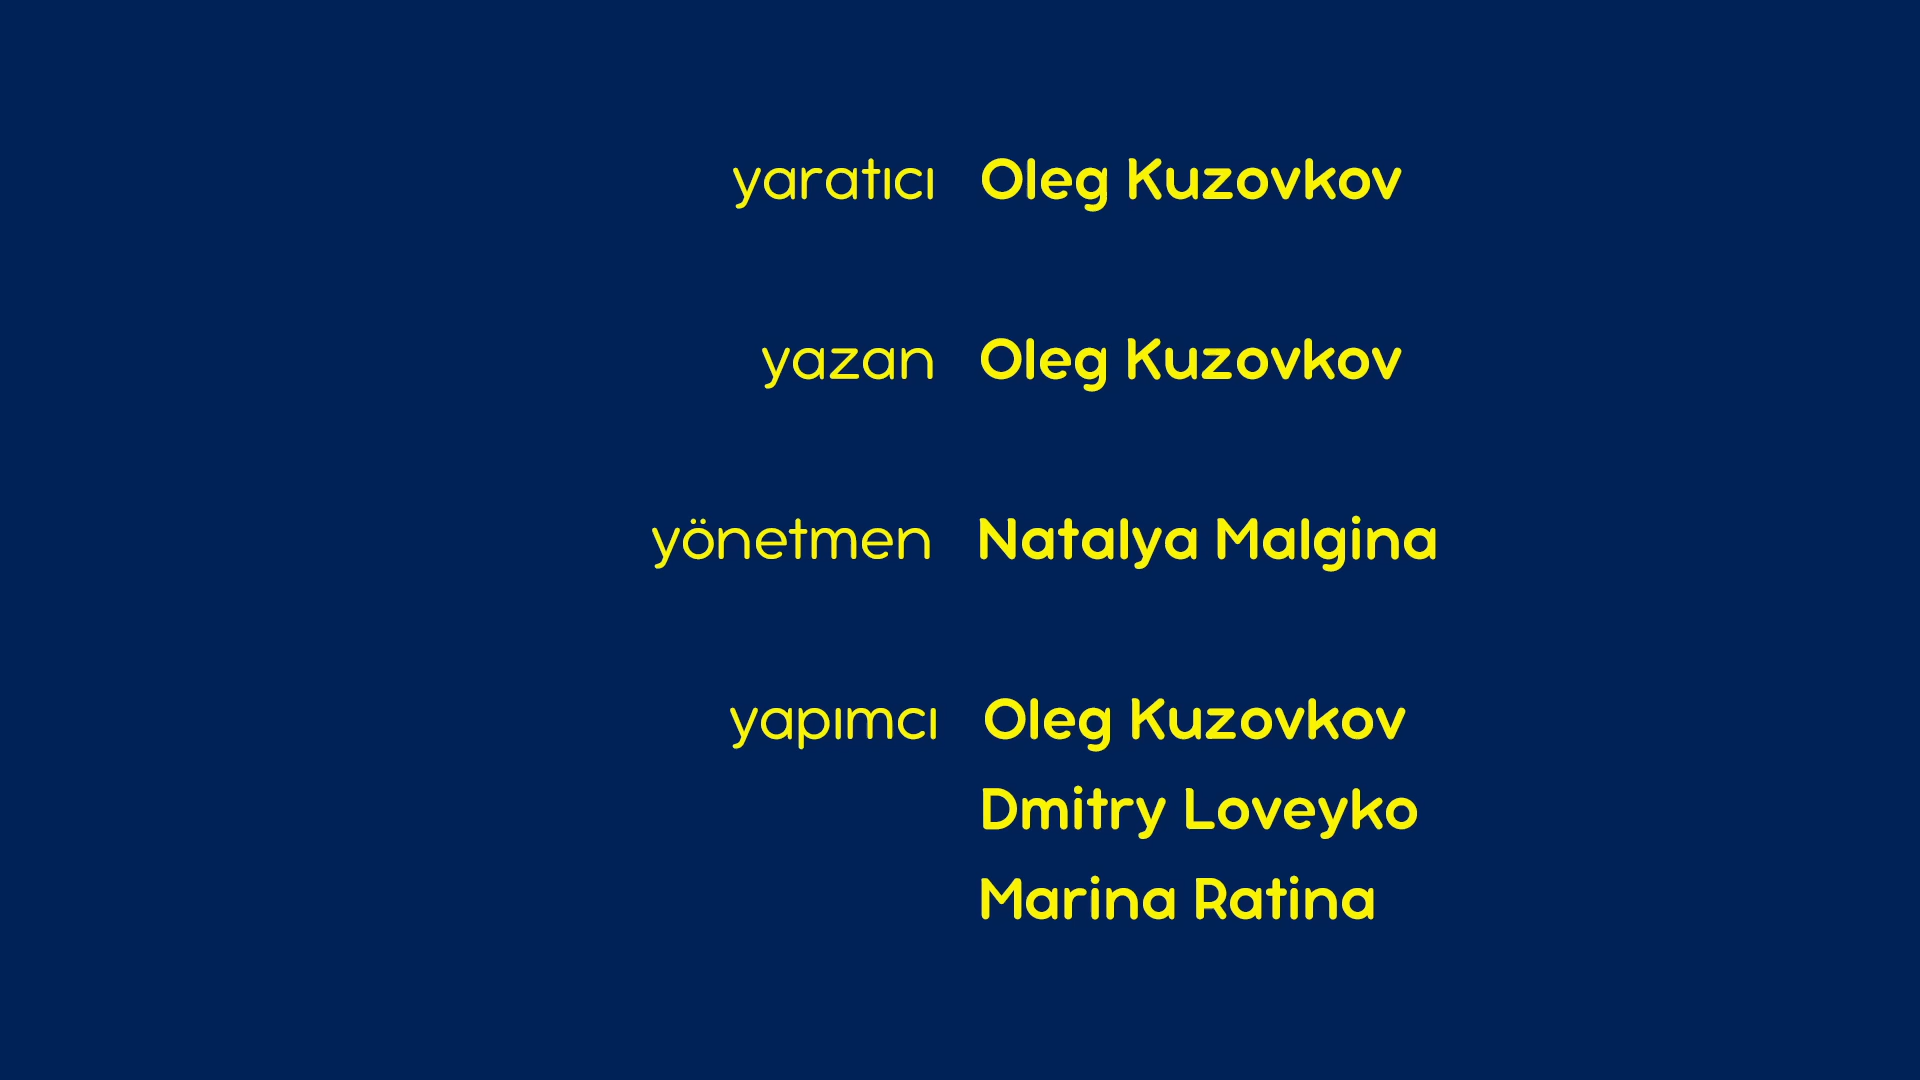 yaratıcı Oleg Kuzovkov
yazan Oleg Kuzovkov
yönetmen Natalya Malgina
yapımcı Oleg Kuzovkov
Dmitry Loveyko
Marina Ratina